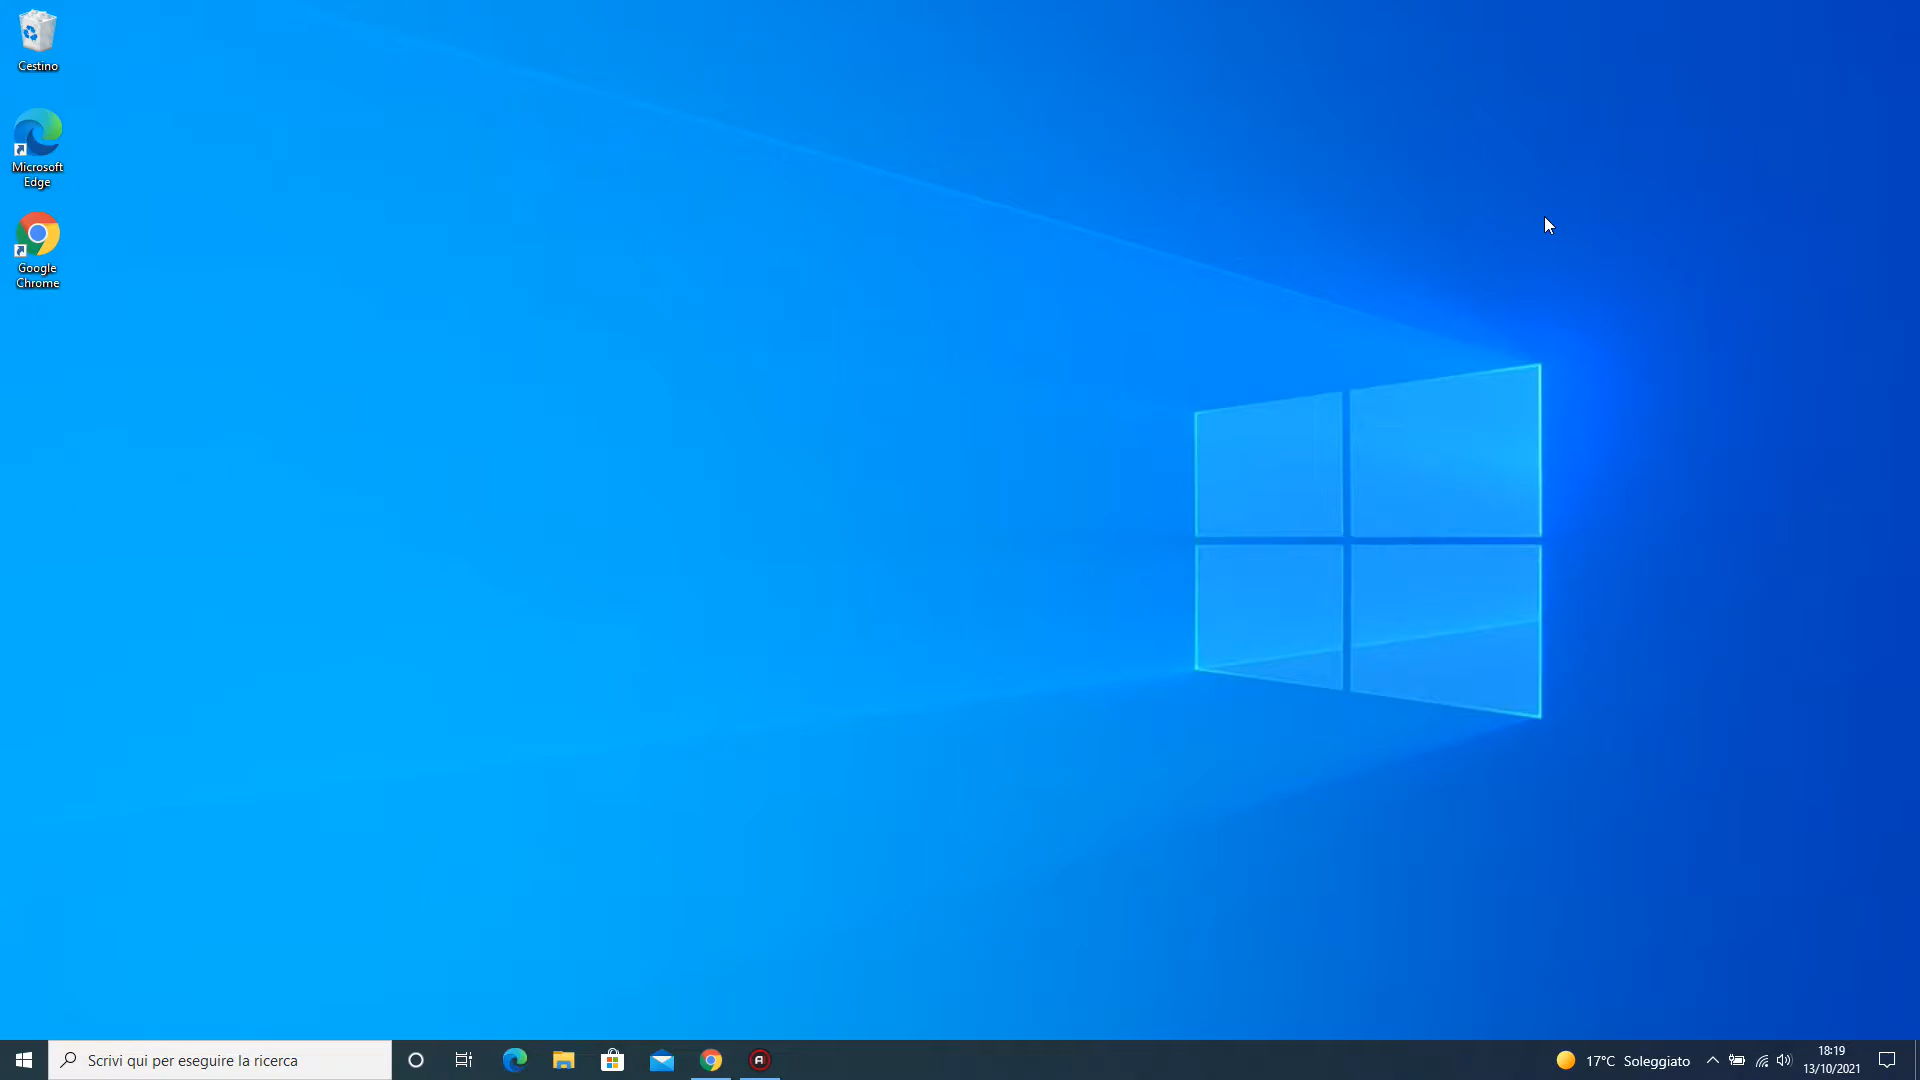 Cestino
Microsoft
Edge
Google
Chrome
Scrivi qui per eseguire la ricerca
17°C Soleggiato
18:19
13/10/2021